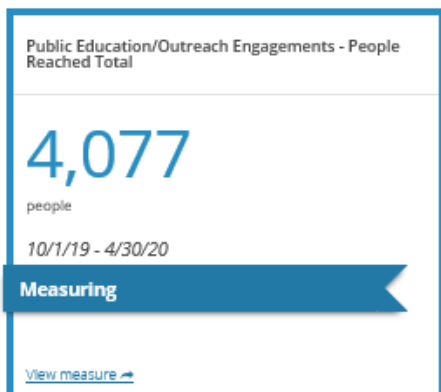 Public Education/Outreach Engagements - People
Reached Total
4,077
people
10/1/19 - 4/30/20
Measuring
View measure